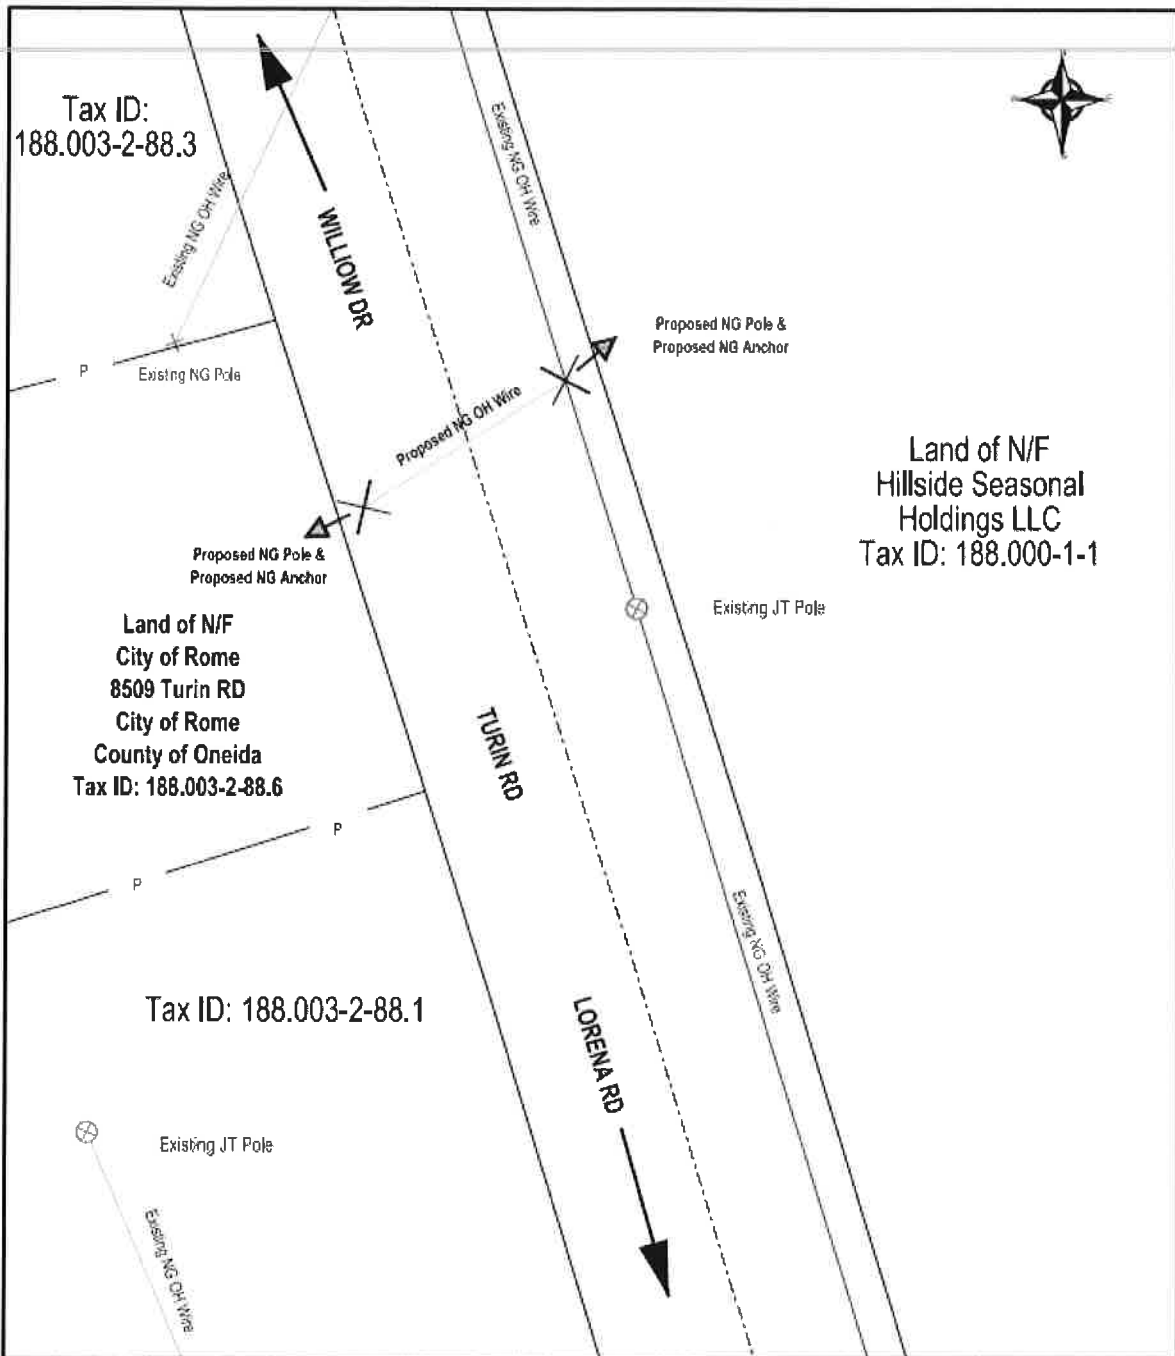 Tax ID:
188.003-2-88.3
Existing NG OH Wire
Existing NG OH Wire
WILLIOW DR
Proposed NG Pole &
Proposed NG Anchor
P
Existing NG Pole
Proposed NG OH Wire
Land of N/F
Hillside Seasonal
Holdings LLC
Tax ID: 188.000-1-1
Proposed NG Pole &
Proposed NG Anchor
Existing JT Pole
Land of N/F
City of Rome
8509 Turin RD
City of Rome
County of Oneida
Tax ID: 188.003-2-88.6
TURIN RD
P
P
Existing NG OH Wire
Tax ID: 188.003-2-88.1
LORENA RD
Existing JT Pole
Existing NG OH Wire